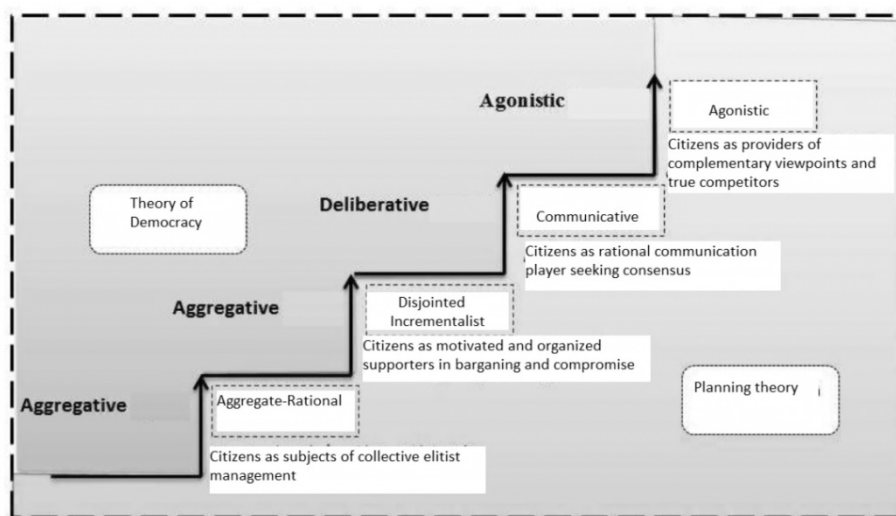 Agonistic
Agonistic
Citizens as providers of
complementary viewpoints and
true competitors
Theory of
Democracy
Deliberative
Communicative
Citizens as rational communication
player seeking consensus
Aggregative
Disjointed
Incrementalist
Citizens as motivated and organized
supporters in barganing and compromise
Planning theory
Aggregative
Aggregate-Rational
Citizens as subjects of collective elitist
management